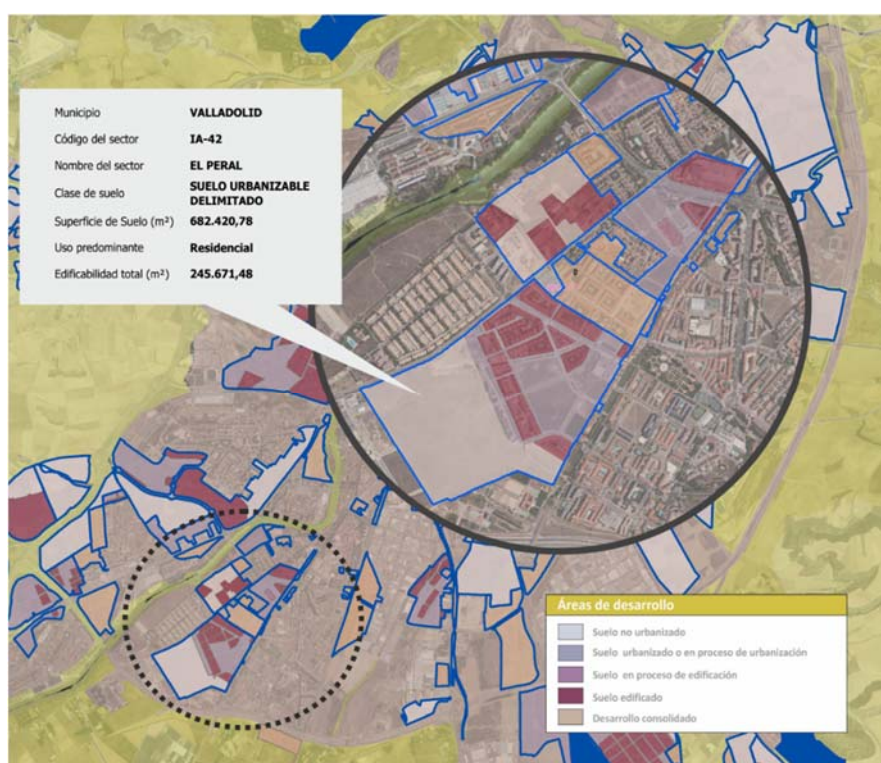 Municipio VALLADOLID
Código del sector IA-42
Nombre del sector EL PERAL
Clase de suelo SUELO URBANIZABLE
DELIMITADO
Superficie de Suelo (m²) 682.420,78
Uso predominante Residencial
Edificabilidad total (m²) 245.671,48
Áreas de desarrollo
Suelo no urbanizado
Suelo urbanizado o en proceso de urbanización
Suelo en proceso de edificación
Suelo edificado
Desarrollo consolidado